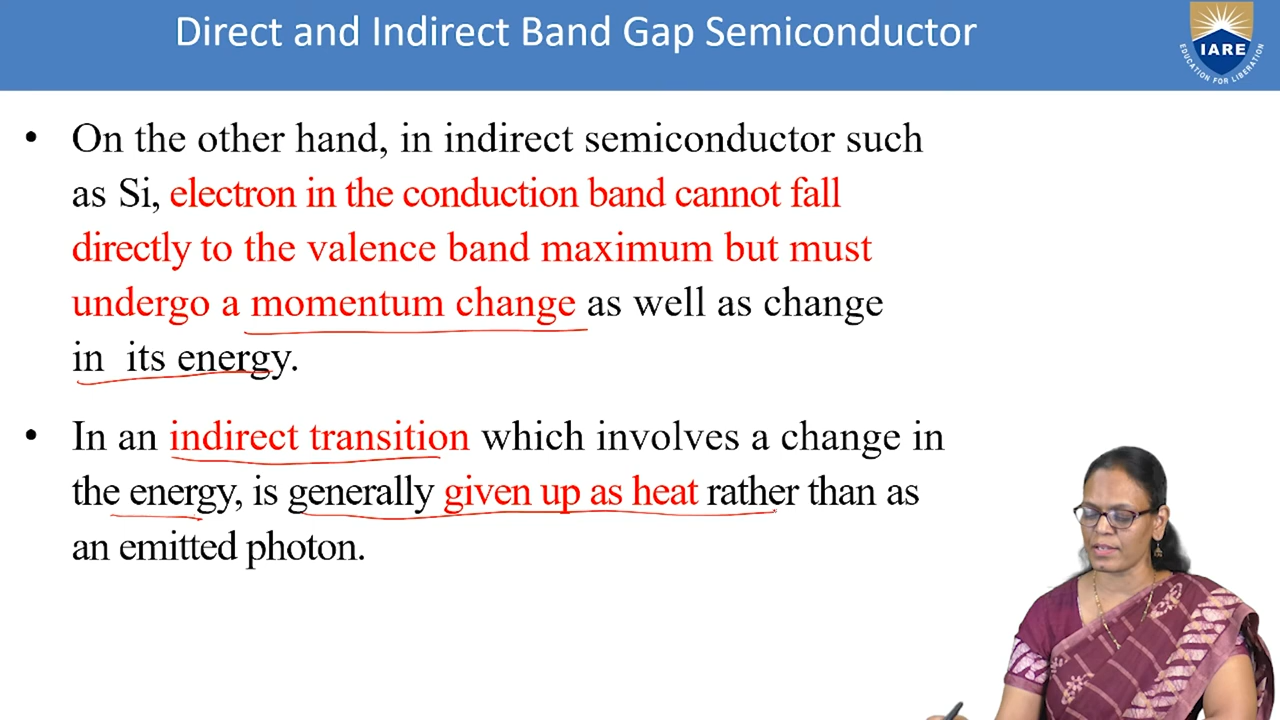 Direct and Indirect Band Gap Semiconductor
IARE
EDUCATION FOR LIBERATION
• On the other hand, in indirect semiconductor such
as Si, electron in the conduction band cannot fall
directly to the valence band maximum but must
undergo a momentum change as well as change
in its energy.
• In an indirect transition which involves a change in
the energy, is generally given up as heat rather than as
an emitted photon.